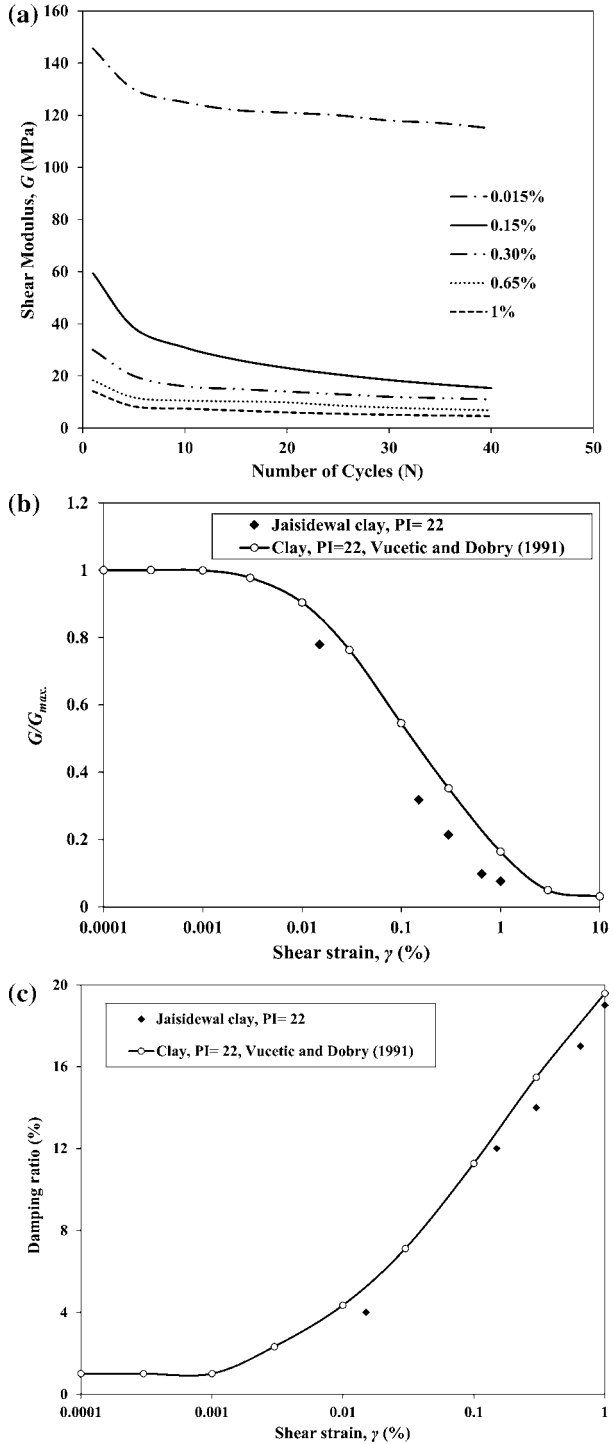 (a)
160
140
120
100
80
60
40
20
0
Shear Modulus, G (MPa)
0.015%
0.15%
0.30%
0.65%
1%
0 10 20 30 40 50
Number of Cycles (N)
(b)
1.2
1
0.8
0.6
0.4
0.2
0
G/Gmax.
Jaisidewal clay, PI= 22
Clay, PI=22, Vucetic and Dobry (1991)
0.0001 0.001 0.01 0.1 1 10
Shear strain, γ (%)
(c)
20
16
12
8
4
0
Damping ratio (%)
Jaisidewal clay, PI= 22
Clay, PI= 22, Vucetic and Dobry (1991)
0.0001 0.001 0.01 0.1 1
Shear strain, γ (%)